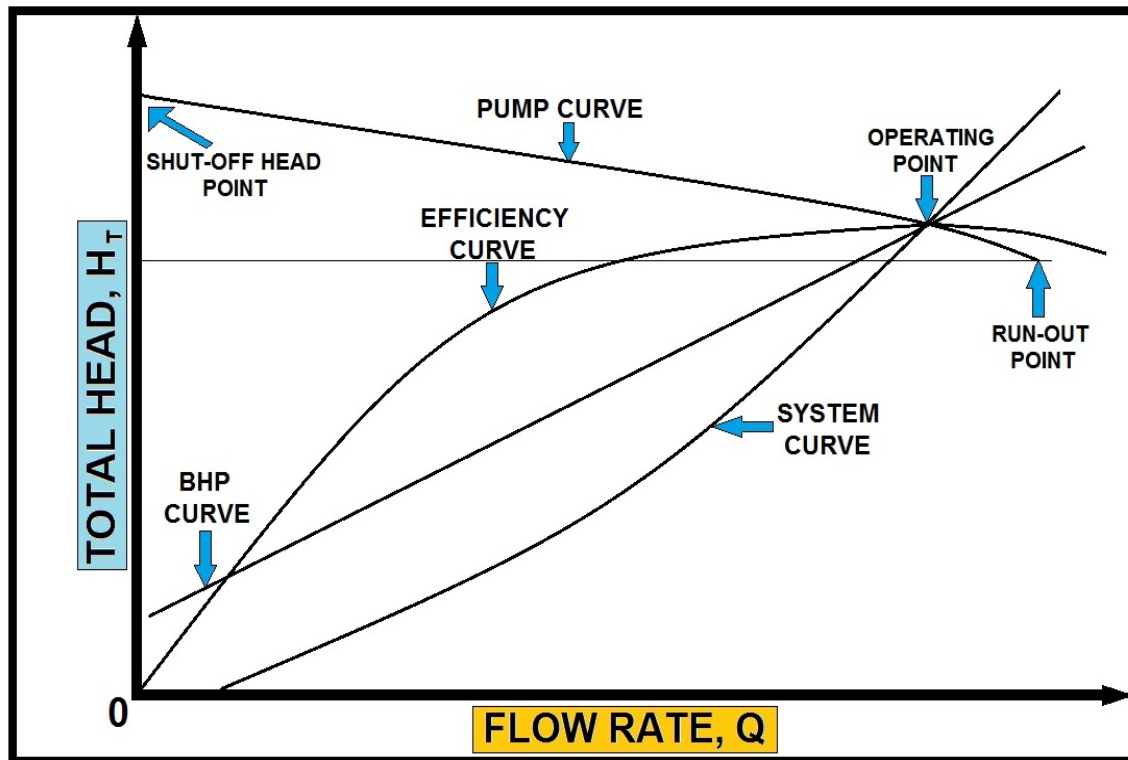 PUMP CURVE
OPERATING
POINT
SHUT-OFF HEAD
POINT
EFFICIENCY
CURVE
RUN-OUT
POINT
SYSTEM
CURVE
BHP
CURVE
TOTAL HEAD, H T
0
FLOW RATE, Q